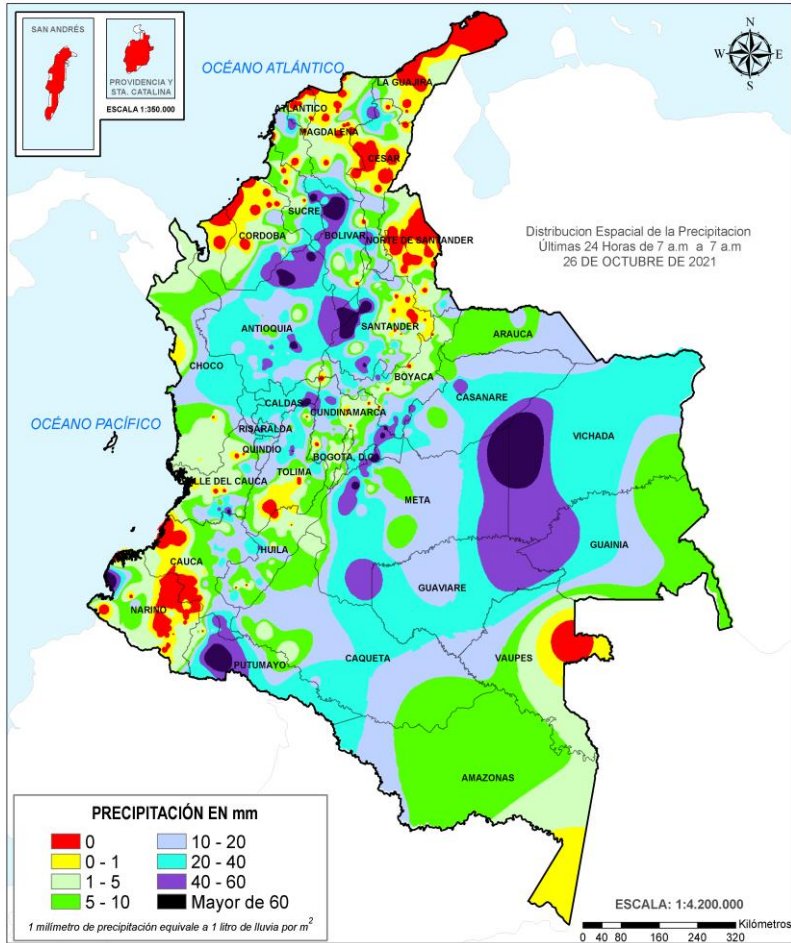 SAN ANDRÉS
PROVIDENCIA Y
STA. CATALINA
ESCALA 1:350.000
OCÉANO ATLÁNTICO
N
W E
S
LA GUAJIRA
ATLANTICO
MAGDALENA
CESAR
SUCRE
CORDOBA
BOLIVAR
NORTE DE SANTANDER
Distribucion Espacial de la Precipitacion
Últimas 24 Horas de 7 a.m a 7 a.m
26 DE OCTUBRE DE 2021
ANTIOQUIA
SANTANDER
ARAUCA
CHOCO
BOYACA
CASANARE
OCÉANO PACÍFICO
CALDAS
CUNDINAMARCA
RISARALDA
VICHADA
QUINDIO
BOGOTA, D.C.
TOLIMA
VALLE DEL CAUCA
META
HUILA
GUAINIA
CAUCA
GUAVIARE
NARIÑO
PUTUMAYO
CAQUETA
VAUPES
AMAZONAS
PRECIPITACIÓN EN mm
0 10 - 20
0 - 1 20 - 40
1 - 5 40 - 60
5 - 10 Mayor de 60
1 milímetro de precipitación equivale a 1 litro de lluvia por m²
ESCALA: 1:4.200.000
Kilómetros
0 40 80 160 240 320